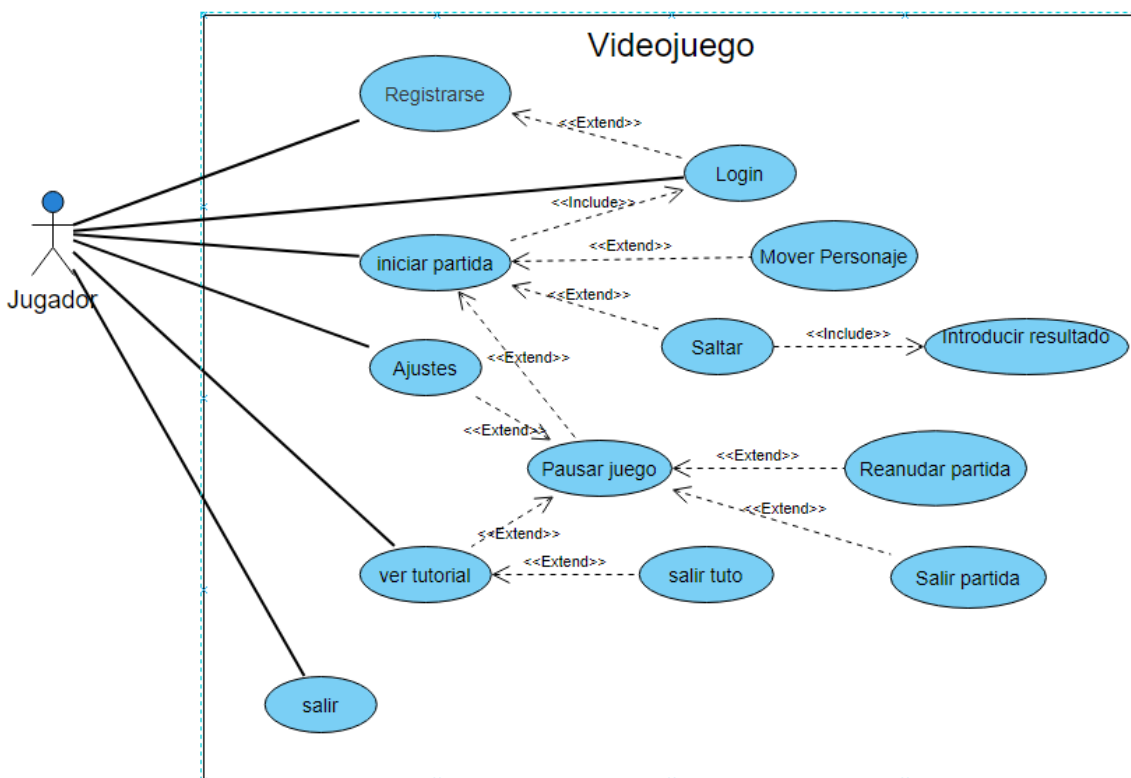 Videojuego
Registrarse
<<Extend>>
Login
<<Include>>
<<Extend>>
Mover Personaje
iniciar partida
Jugador
<<Extend>>
Saltar
<<Include>>
Introducir resultado
Ajustes
<<Extend>>
<<Extend>>
Pausar juego
<<Extend>>
Reanudar partida
<<Extend>>
<<Extend>>
ver tutorial
<<Extend>>
salir tuto
Salir partida
salir